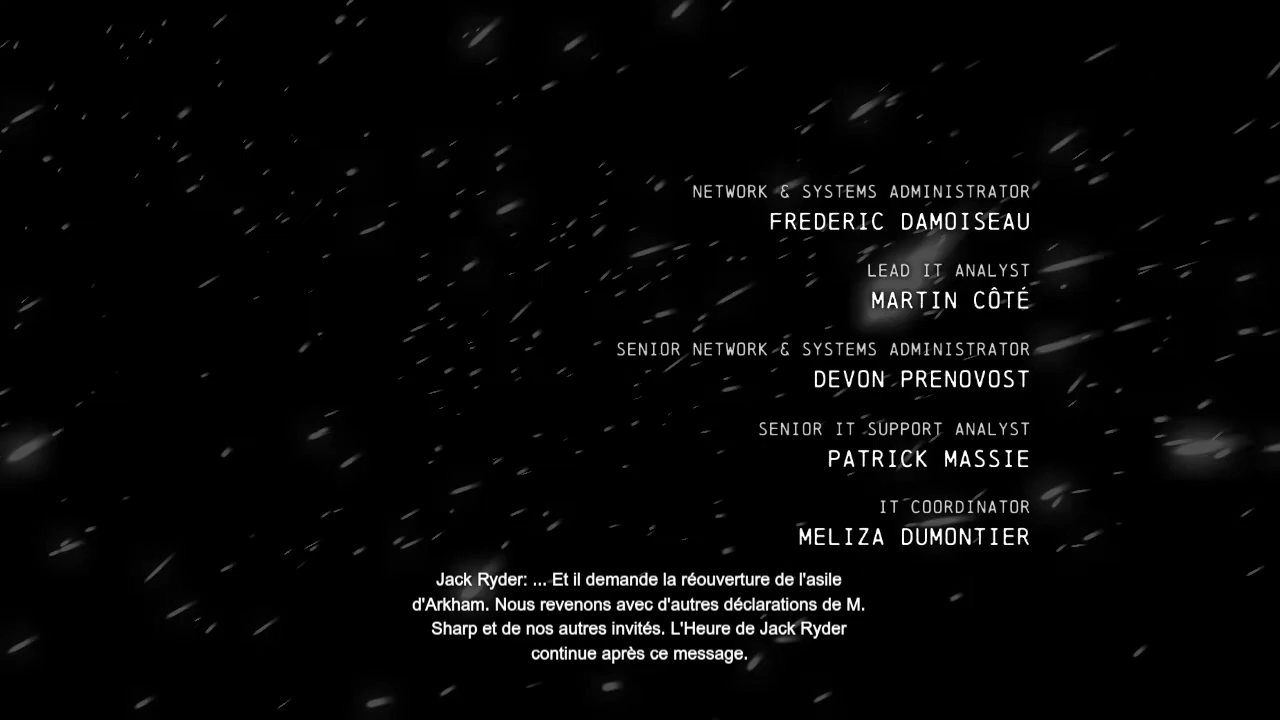 NETWORK & SYSTEMS ADMINISTRATOR
FREDERIC DAMOISEAU
LEAD IT ANALYST
MARTIN CÔTÉ
SENIOR NETWORK & SYSTEMS ADMINISTRATOR
DEVON PRENOVOST
SENIOR IT SUPPORT ANALYST
PATRICK MASSIE
IT COORDINATOR
MELIZA DUMONTIER
Jack Ryder: ... Et il demande la réouverture de l'asile
d'Arkham. Nous revenons avec d'autres déclarations de M.
Sharp et de nos autres invités. L'Heure de Jack Ryder
continue après ce message.